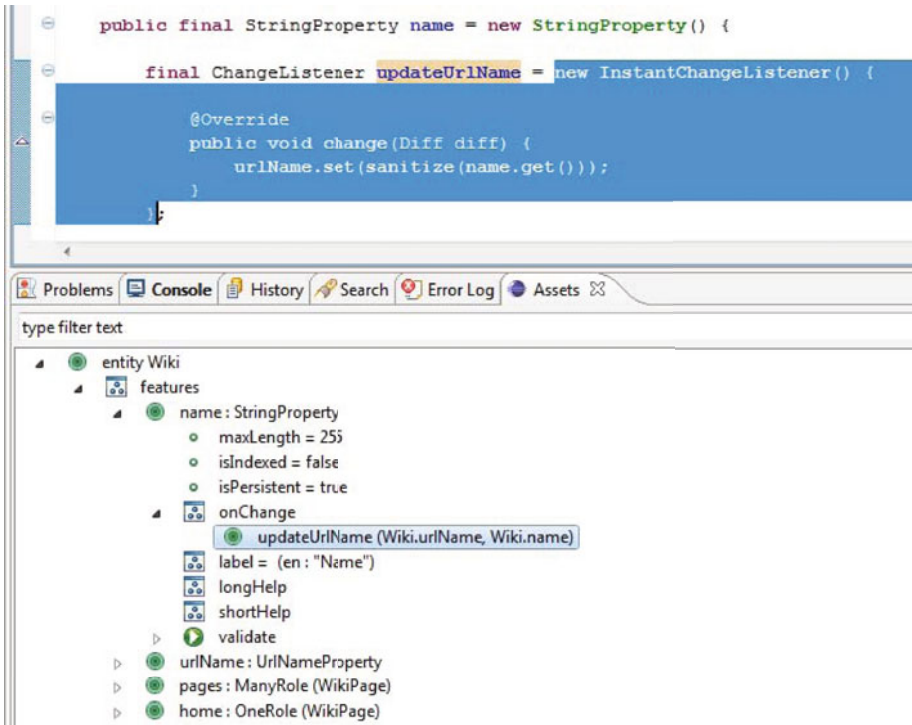 public final StringProperty name = new StringProperty() {
final ChangeListener updateUrlName = new InstantChangeListener() {
@Override
public void change(Diff diff) {
urlName.set(sanitize(name.get()));
}
};
Problems Console History Search Error Log Assets
type filter text
entity Wiki
features
name : StringProperty
maxLength = 255
isIndexed = false
isPersistent = true
onChange
updateUrlName (Wiki.urlName, Wiki.name)
label = (en : "Name")
longHelp
shortHelp
validate
urlName : UrlNameProperty
pages : ManyRole (WikiPage)
home : OneRole (WikiPage)